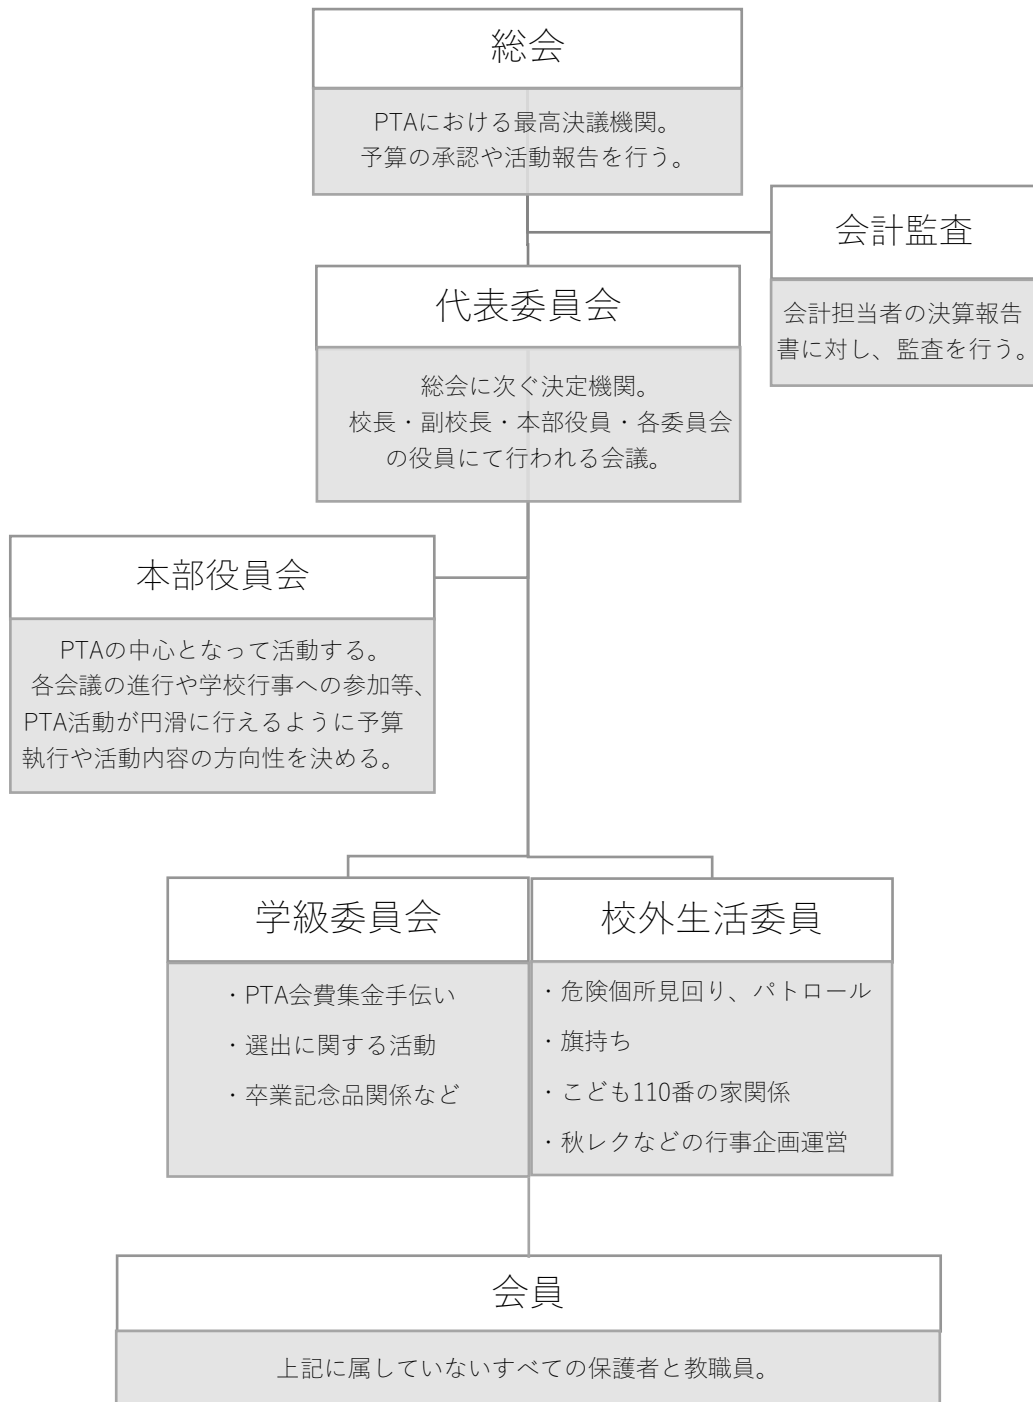 総会
PTAにおける最高決議機関。
予算の承認や活動報告を行う。
会計監査
会計担当者の決算報告
書に対し、監査を行う。
代表委員会
総会に次ぐ決定機関。
校長・副校長・本部役員・各委員会
の役員にて行われる会議。
本部役員会
PTAの中心となって活動する。
各会議の進行や学校行事への参加等、
PTA活動が円滑に行えるように予算
執行や活動内容の方向性を決める。
学級委員会
・PTA会費集金手伝い
・選出に関する活動
・卒業記念品関係など
校外生活委員
・危険個所見回り、パトロール
・旗持ち
・こども110番の家関係
・秋レクなどの行事企画運営
会員
上記に属していないすべての保護者と教職員。